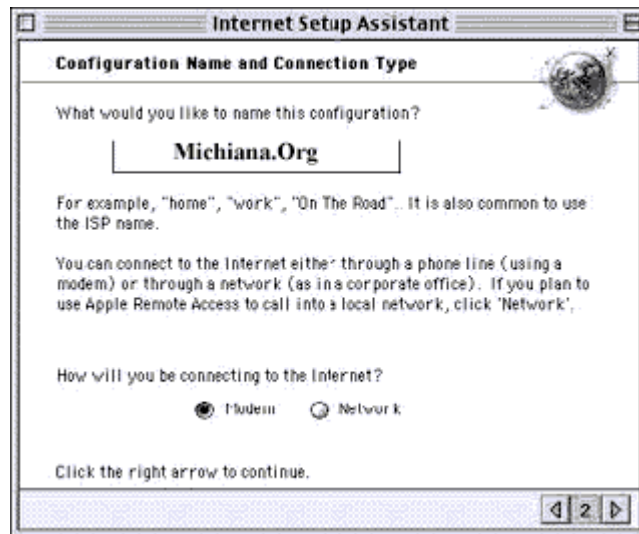 Internet Setup Assistant
Configuration Name and Connection Type
What would you like to name this configuration?
Michiana.Org
For example, "home", "work", "On The Road". It is also common to use
the ISP name.
You can connect to the Internet either through a phone line (using a
modem) or through a network (as in a corporate office). If you plan to
use Apple Remote Access to call into a local network, click 'Network'.
How will you be connecting to the Internet?
Modem Network
Click the right arrow to continue.
2